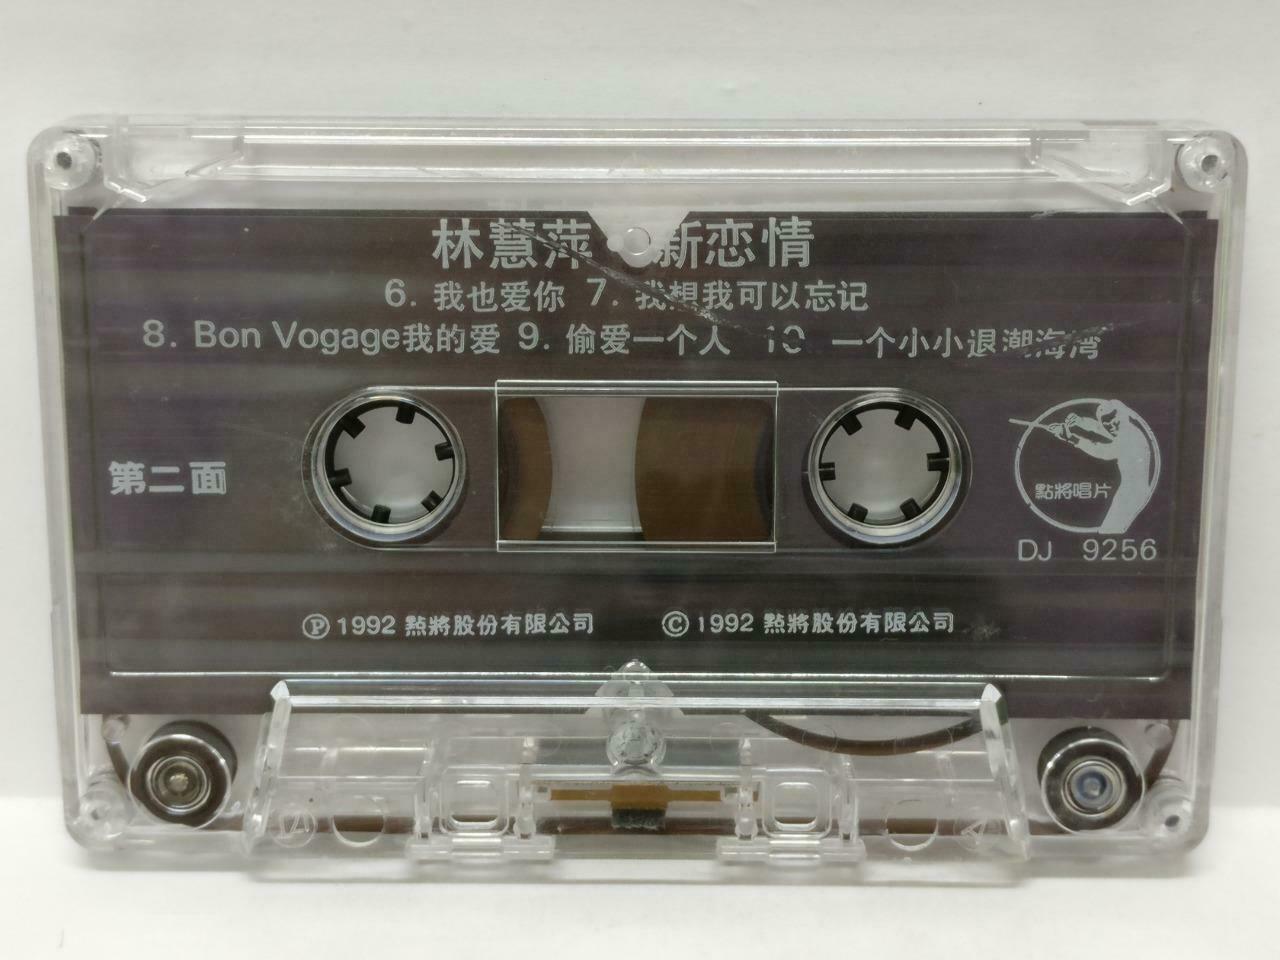 林慧萍 新恋情
6. 我也爱你 7. 我想我可以忘记
8. Bon Vogage我的爱 9. 偷爱一个人 10 一个小小退潮海湾
第二面
點將唱片
DJ 9256
Ⓟ 1992 點將股份有限公司 Ⓒ 1992 點將股份有限公司